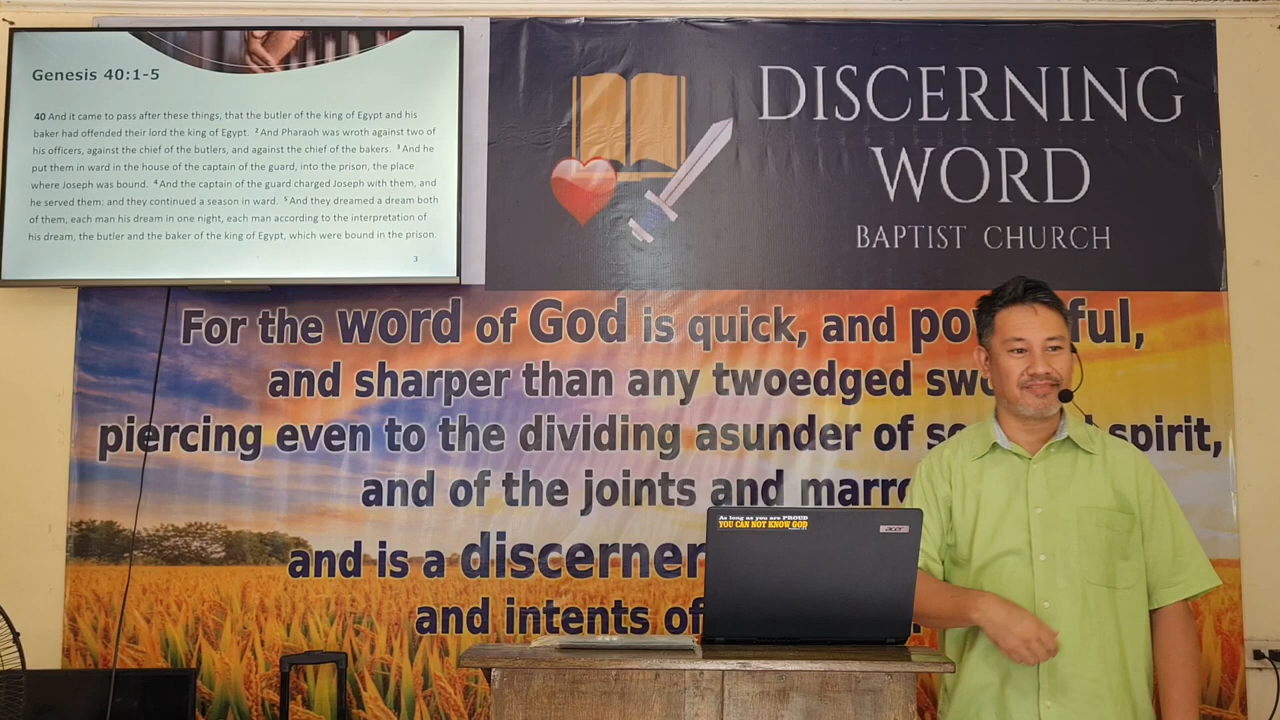 Genesis 40:1-5
40 And it came to pass after these things, that the butler of the king of Egypt and his
baker had offended their lord the king of Egypt. 2 And Pharaoh was wroth against two of
his officers, against the chief of the butlers, and against the chief of the bakers. 3 And he
put them in ward in the house of the captain of the guard, into the prison, the place
where Joseph was bound. 4 And the captain of the guard charged Joseph with them, and
he served them: and they continued a season in ward. 5 And they dreamed a dream both
of them, each man his dream in one night, each man according to the interpretation of
his dream, the butler and the baker of the king of Egypt, which were bound in the prison.
3
DISCERNING
WORD
BAPTIST CHURCH
For the word of God is quick, and po ful,
and sharper than any twoedged sw
piercing even to the dividing asunder of so spirit,
and of the joints and marr
and is a discerner
and intents of
As long as you are PROUD
YOU CAN NOT KNOW GOD
acer